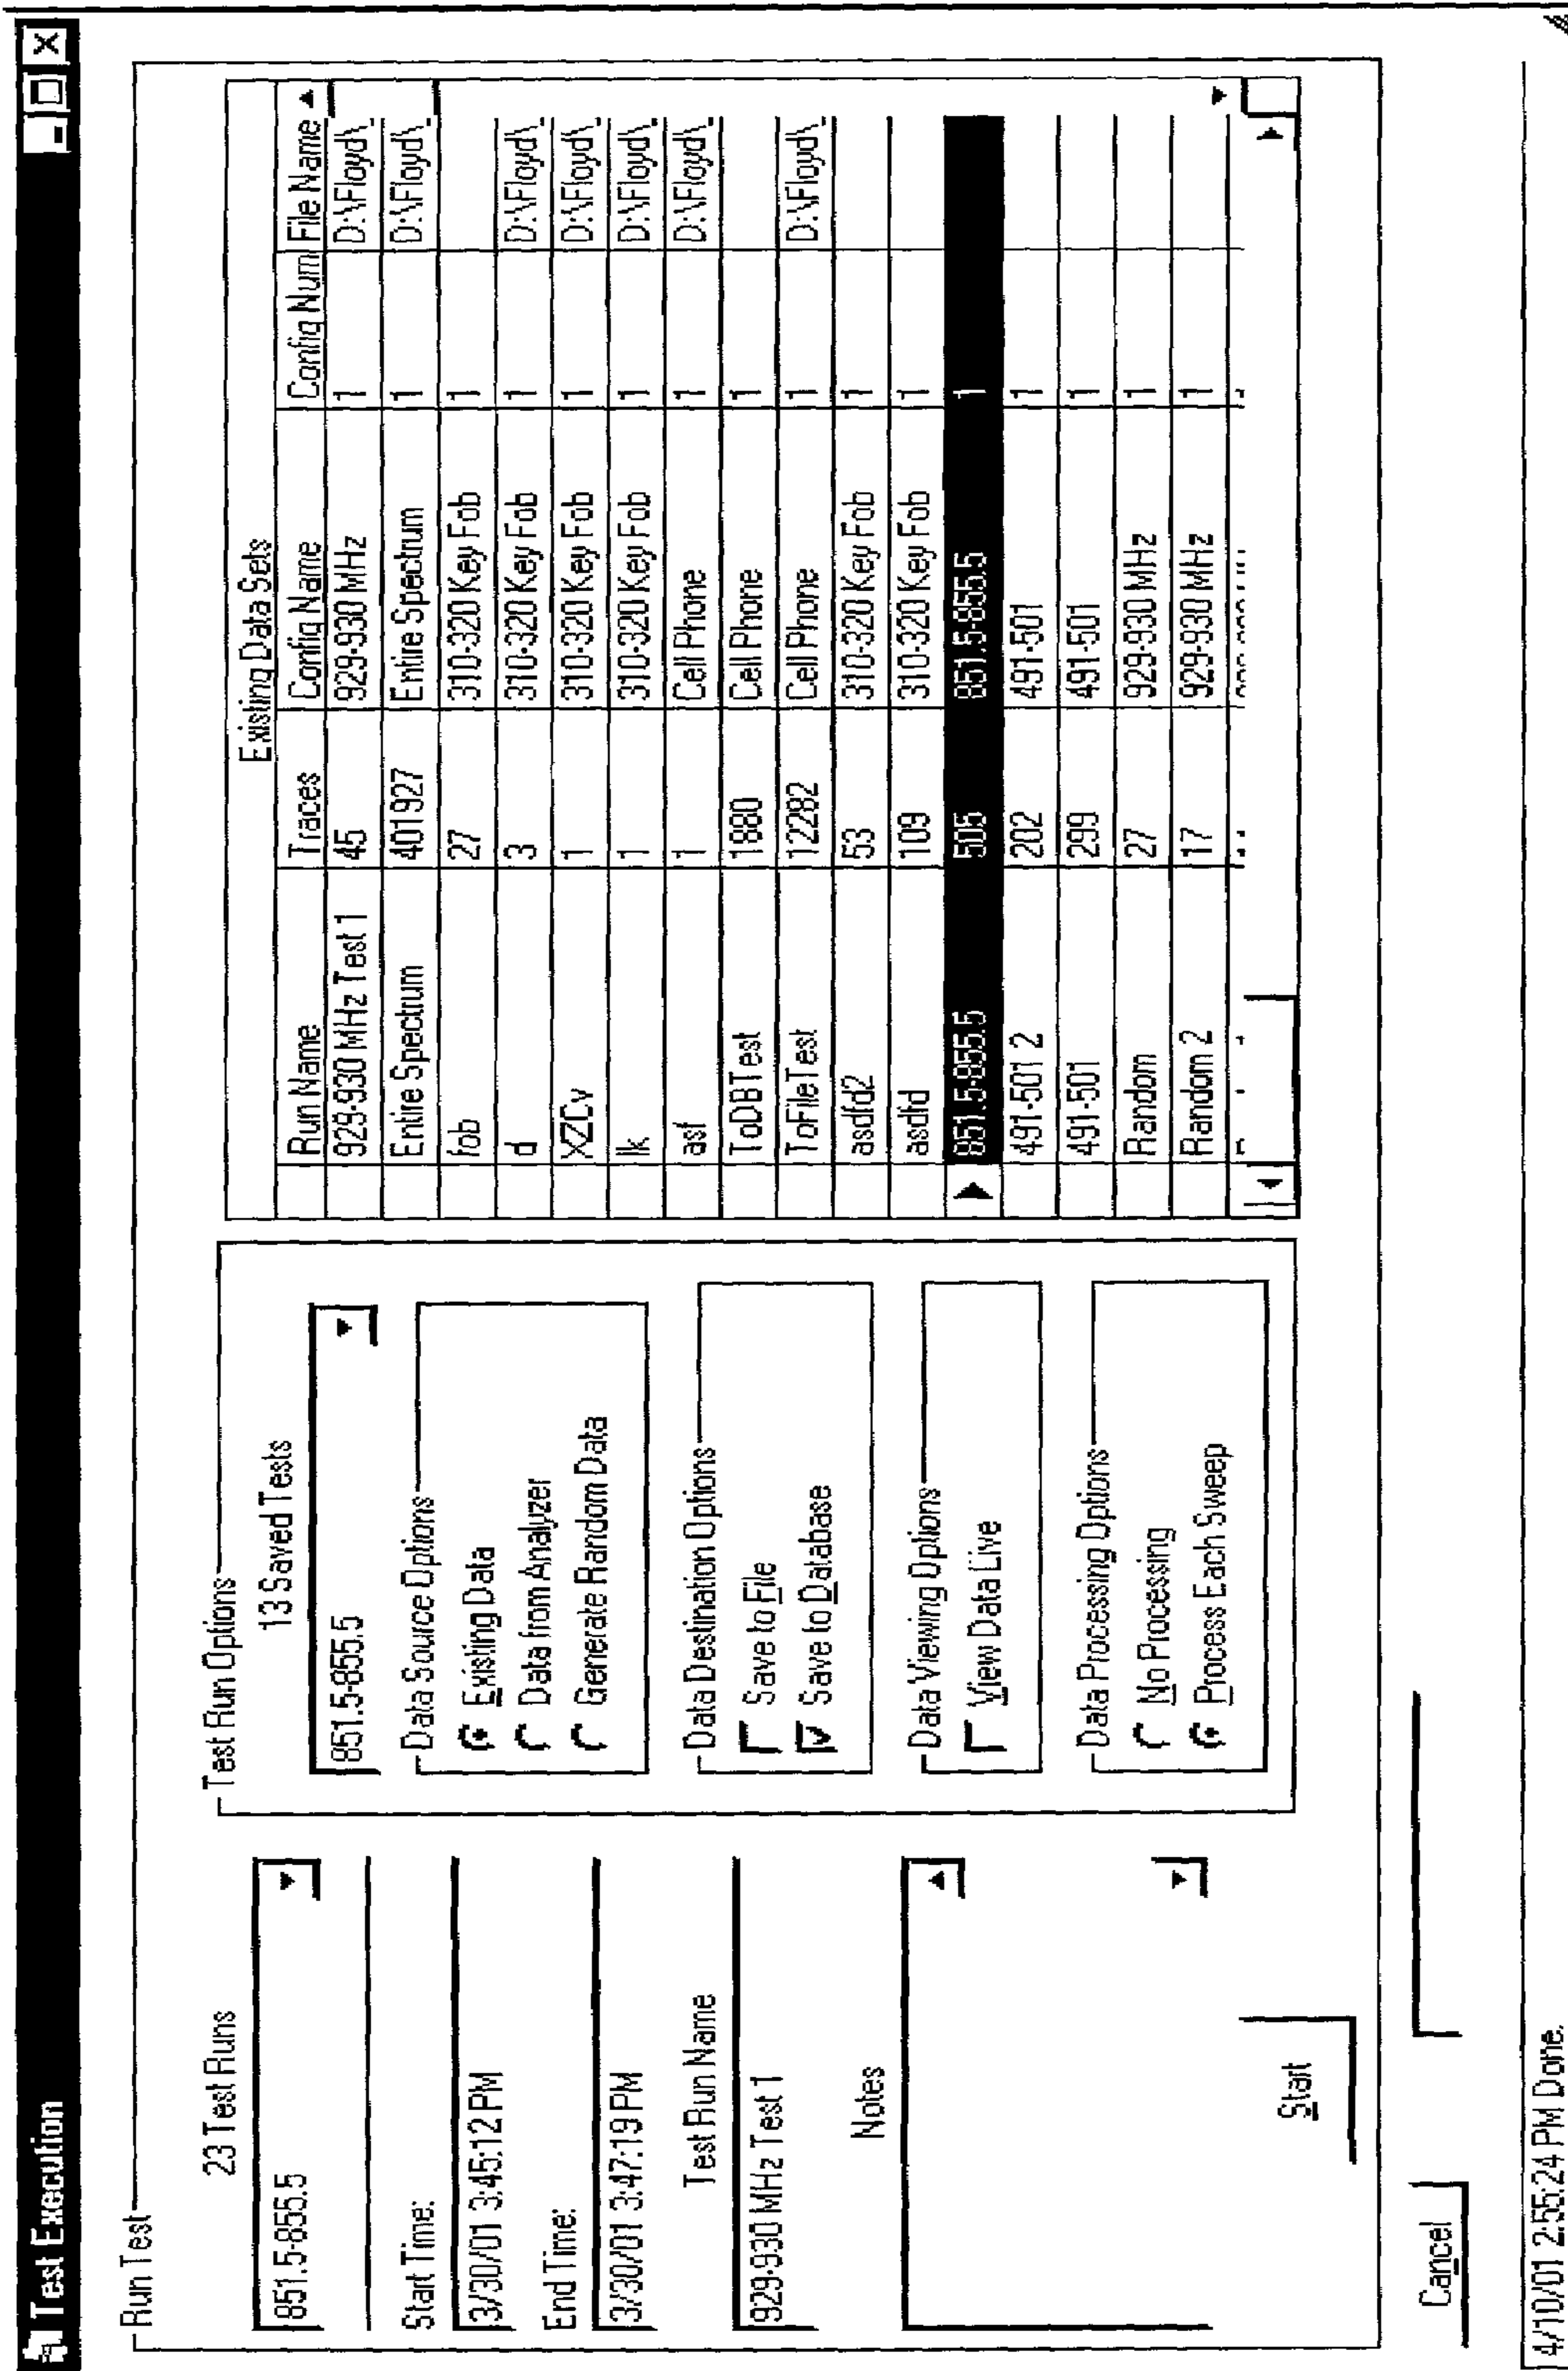 Test Execution
Run Test
23 Test Runs
851.5-855.5
Start Time:
3/30/01 3:45:12 PM
End Time:
3/30/01 3:47:19 PM
Test Run Name
929-930 MHz Test 1
Notes
Start
Test Run Options
13 Saved Tests
851.5-855.5
Data Source Options
Existing Data
Data from Analyzer
Generate Random Data
Data Destination Options
Save to File
Save to Database
Data Viewing Options
View Data Live
Data Processing Options
No Processing
Process Each Sweep
Existing Data Sets
Run Name Traces Config Name Config Num File Name
929-930 MHz Test 1 45 929-930 MHz 1 D:\Floyd\_
Entire Spectrum 401927 Entire Spectrum 1 D:\Floyd\_
fob 27 310-320 Key Fob 1
d 3 310-320 Key Fob 1 D:\Floyd\_
XZCv 1 310-320 Key Fob 1 D:\Floyd\_
lk 1 310-320 Key Fob 1 D:\Floyd\_
asf 1 Cell Phone 1 D:\Floyd\_
ToDBTest 1880 Cell Phone 1
ToFileTest 12282 Cell Phone 1 D:\Floyd\_
asdfd2 53 310-320 Key Fob 1
asdfd 109 310-320 Key Fob 1
851.5-855.5 505 851.5-855.5 1
491-501 2 202 491-501 1
491-501 299 491-501 1
Random 27 929-930 MHz 1
Random 2 17 929-930 MHz 1
Cancel
4/10/01 2:55:24 PM Done.